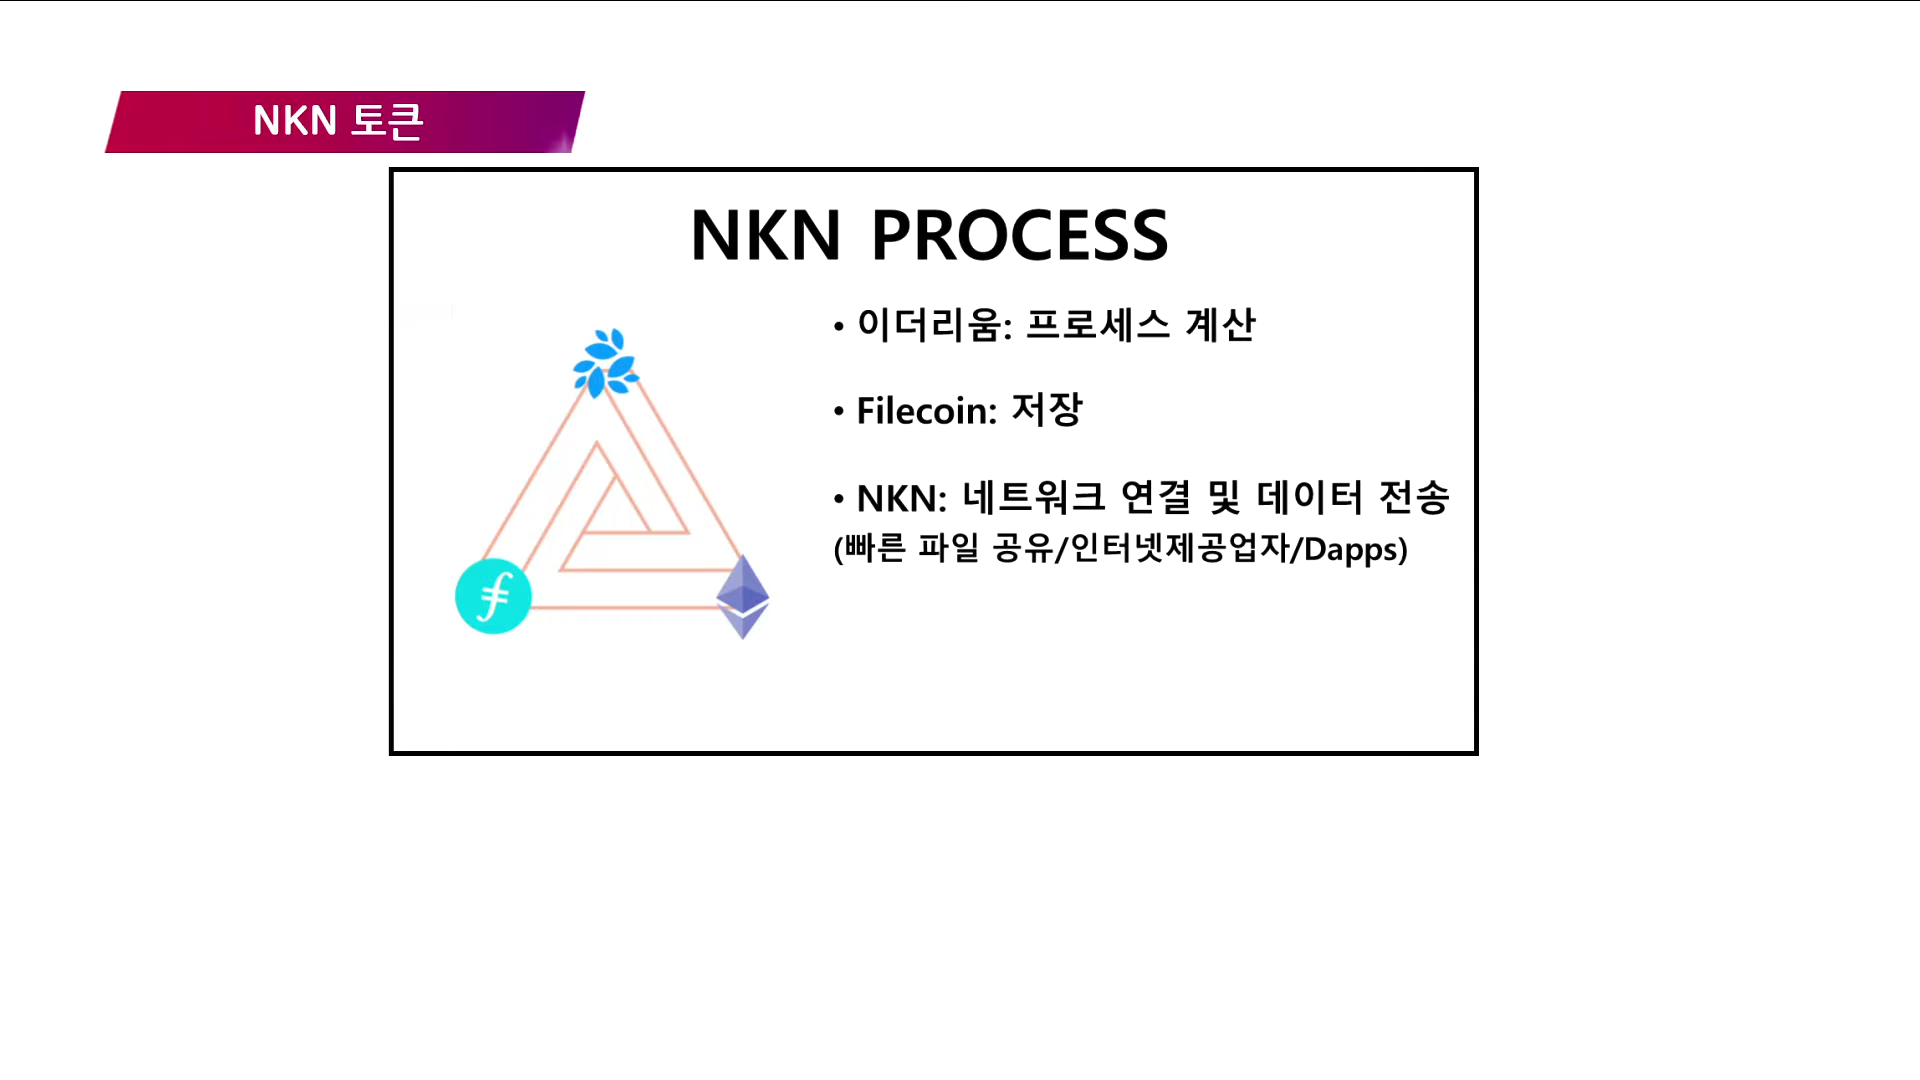 NKN 토큰
NKN PROCESS
• 이더리움: 프로세스 계산
• Filecoin: 저장
• NKN: 네트워크 연결 및 데이터 전송
(빠른 파일 공유/인터넷제공업자/Dapps)